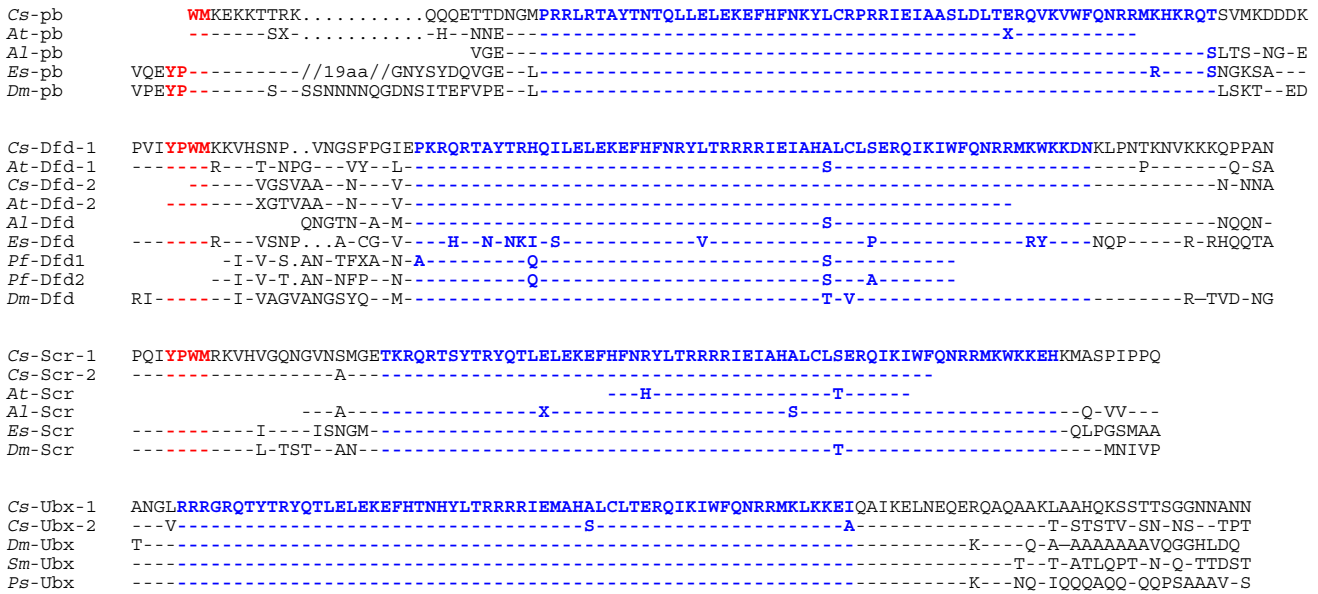 Cs-pb WMKEKKTTRK...........QQQETTDNGMPRRLRTAYTNTQLLELEKEFHFNKYLCRPRRIEIAASLDLTERQVKVWFQNRRMKHKRQTSVMKDDDK
At-pb -------SX-...........-H--NNE--------------------------------------------X-----------
Al-pb VGE--------------------------------------------------------------SLTS-NG-E
Es-pb VQEYP----------//19aa//GNYSYDQVGE--L------------------------------------------------------R----SNGKSA---
Dm-pb VPEYP-------S--SSNNNNQGDNSITEFVPE--L------------------------------------------------------------LSKT--ED
Cs-Dfd-1 PVIYPWMKKVHSNP..VNGSFPGIEPKRQRTAYTRHQILELEKEFHFNRYLTRRRRIEIAHALCLSERQIKIWFQNRRMKWKKDNKLPNTKNVKKKQPPAN
At-Dfd-1 -------R---T-NPG---VY--L-------------------------------------S---------------------------P-------Q-SA
Cs-Dfd-2 ------VGSVAA--N---V------------------------------------------------------------------------N-NNA
At-Dfd-2 --------XGTVAA--N---V------------------------------------------------------
Al-Dfd QNGTN-A-M-------------------------------------S----------------------------------NQQN-
Es-Dfd -------R---VSNP...A-CG-V----H--N-NKI-S------------V--------------P-------------RY----NQP-----R-RHQQTA
Pf-Dfd1 -I-V-S.AN-TFXA-N-A---------Q-------------------------S-----------
Pf-Dfd2 --I-V-T.AN-NFP--N-----------Q-------------------------S---A-------
Dm-Dfd RI-------I-VAGVANGSYQ--M-------------------------------------T-V-----------------------------R—TVD-NG
Cs-Scr-1 PQIYPWMRKVHVGQNGVNSMGETKRQRTSYTRYQTLELEKEFHFNRYLTRRRRIEIAHALCLSERQIKIWFQNRRMKWKKEHKMASPIPPQ
Cs-Scr-2 ------------------A----------------------------------------------------
At-Scr ---H----------------T------
Al-Scr ---A-----------------X---------------------S-------------------------Q-VV---
Es-Scr -----------I----ISNGM--------------------------------------------------------------QLPGSMAA
Dm-Scr -----------L-TST--AN------------------------------------------T-----------------------MNIVP
Cs-Ubx-1 ANGLRRRGRQTYTRYQTLELEKEFHTNHYLTRRRRIEMAHALCLTERQIKIWFQNRRMKLKKEIQAIKELNEQERQAQAAKLAAHQKSSTTSGGNNANN
Cs-Ubx-2 ---V------------------------------------S----------------------A-----------------T-STSTV-SN-NS--TPT
Dm-Ubx T-------------------------------------------------------------------------R----Q-A—AAAAAAAVQGGHLDQ
Sm-Ubx ------------------------------------------------------------------------------T--T-ATLQPT-N-Q-TTDST
Ps-Ubx --------------------------------------------------------------------------R---NQ-IQQQAQQ-QQPSAAAV-S